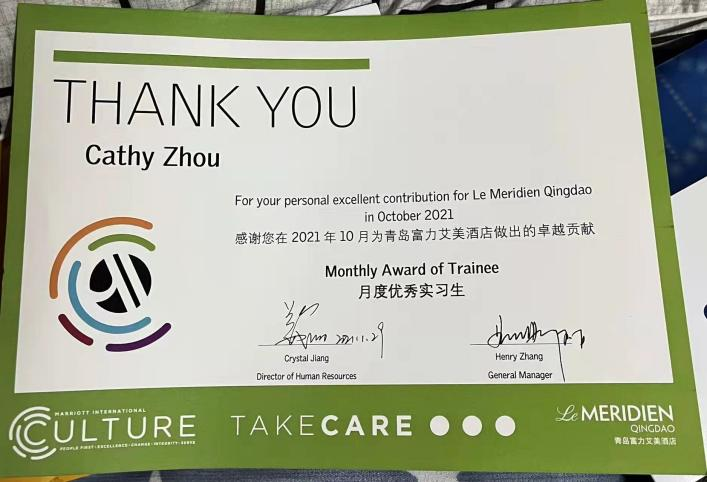 THANK YOU
Cathy Zhou
For your personal excellent contribution for Le Meridien Qingdao
in October 2021
感谢您在 2021 年 10 月为青岛富力艾美酒店做出的卓越贡献
Monthly Award of Trainee
月度优秀实习生
Crystal Jiang
Director of Human Resources
Henry Zhang
General Manager
MARRIOTT INTERNATIONAL
CULTURE
PEOPLE FIRST·EXCELLENCE·CHANGE·INTEGRITY·SERVE
TAKECARE
Le MERIDIEN
QINGDAO
青岛富力艾美酒店